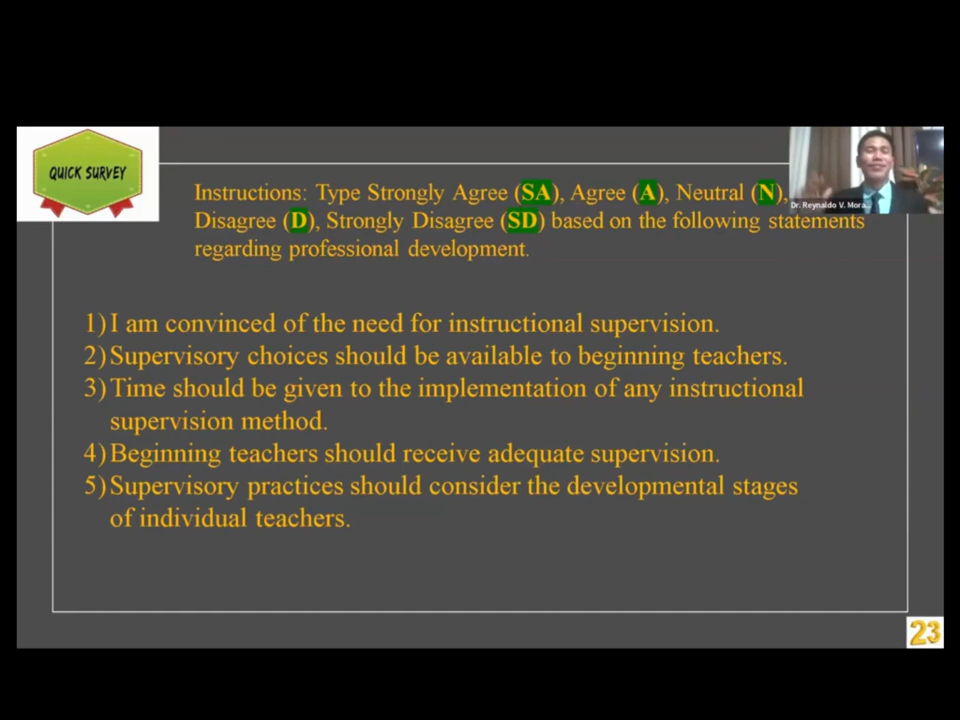 QUICK SURVEY
Instructions: Type Strongly Agree (SA), Agree (A), Neutral (N),
Disagree (D), Strongly Disagree (SD) based on the following statements
regarding professional development.
Dr. Reynaldo V. Mora...
1) I am convinced of the need for instructional supervision.
2) Supervisory choices should be available to beginning teachers.
3) Time should be given to the implementation of any instructional
supervision method.
4) Beginning teachers should receive adequate supervision.
5) Supervisory practices should consider the developmental stages
of individual teachers.
23